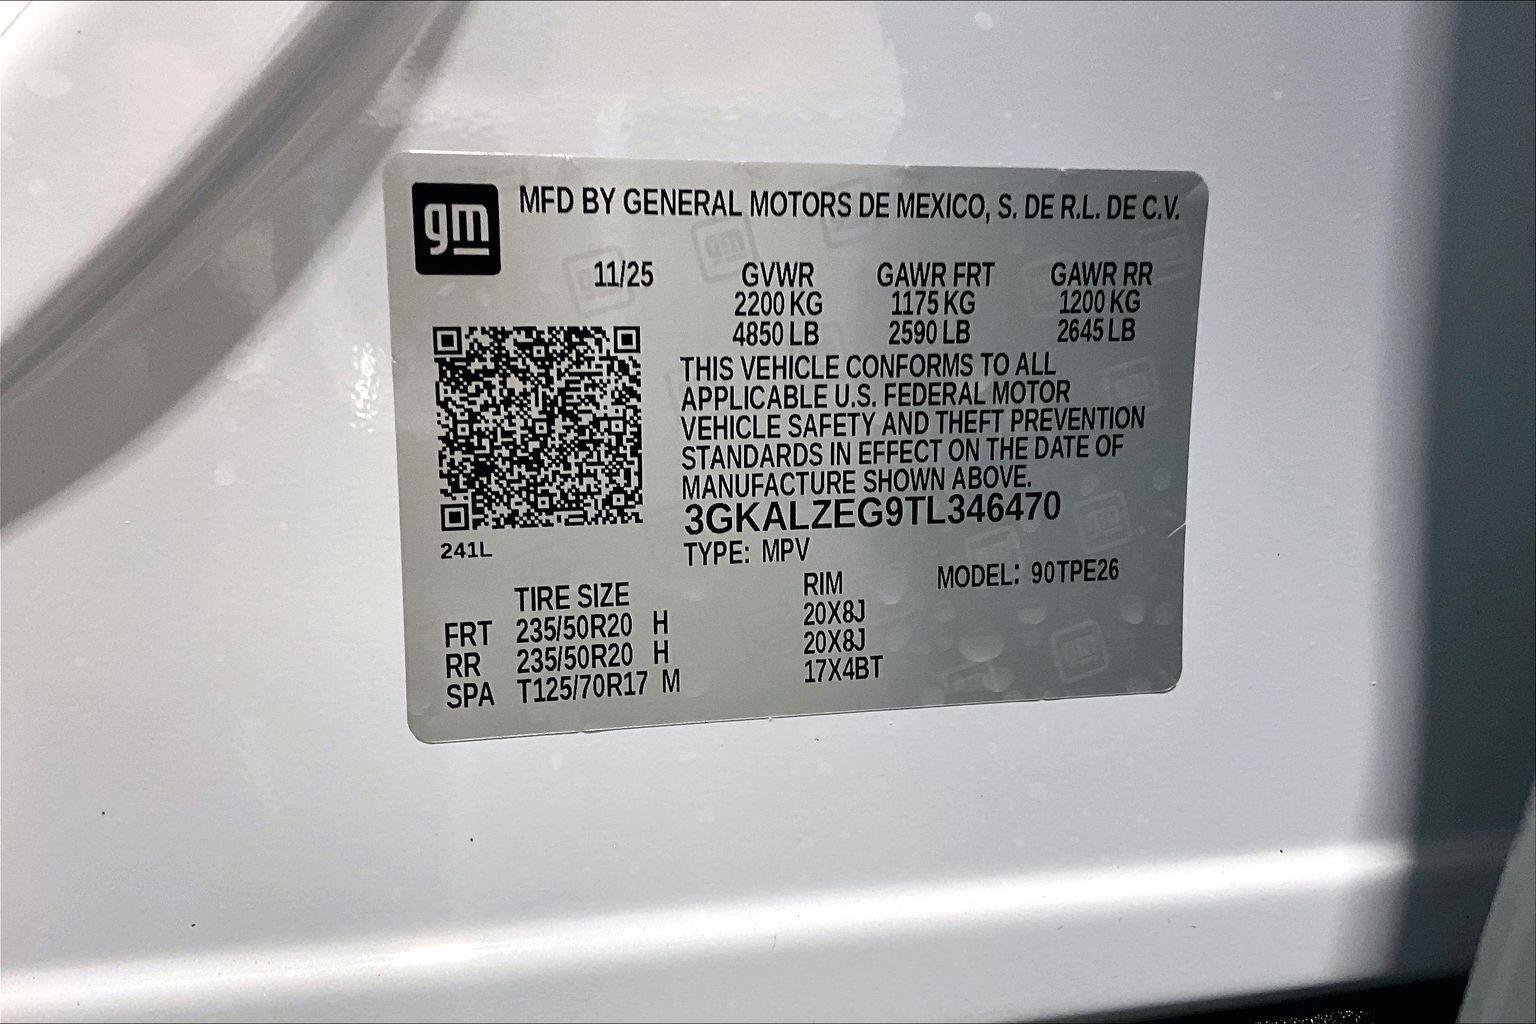 gm MFD BY GENERAL MOTORS DE MEXICO, S. DE R.L. DE C.V.
11/25 GVWR GAWR FRT GAWR RR
2200 KG 1175 KG 1200 KG
4850 LB 2590 LB 2645 LB
THIS VEHICLE CONFORMS TO ALL
APPLICABLE U.S. FEDERAL MOTOR
VEHICLE SAFETY AND THEFT PREVENTION
STANDARDS IN EFFECT ON THE DATE OF
MANUFACTURE SHOWN ABOVE.
3GKALZEG9TL346470
241L
TYPE: MPV MODEL: 90TPE26
TIRE SIZE RIM
FRT 235/50R20 H 20X8J
RR 235/50R20 H 20X8J
SPA T125/70R17 M 17X4BT